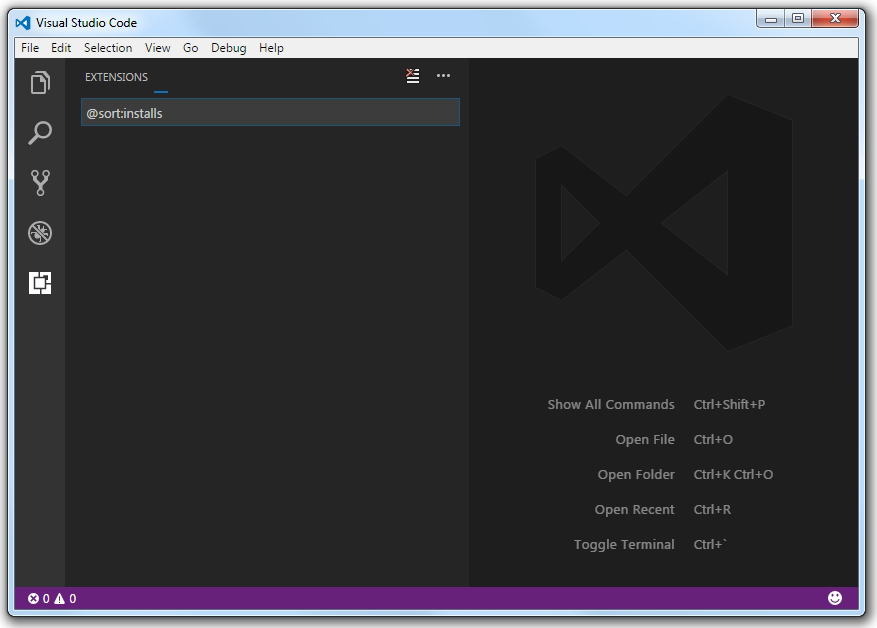 Visual Studio Code
File Edit Selection View Go Debug Help
EXTENSIONS
@sort:installs
Show All Commands Ctrl+Shift+P
Open File Ctrl+O
Open Folder Ctrl+K Ctrl+O
Open Recent Ctrl+R
Toggle Terminal Ctrl+`
0 0